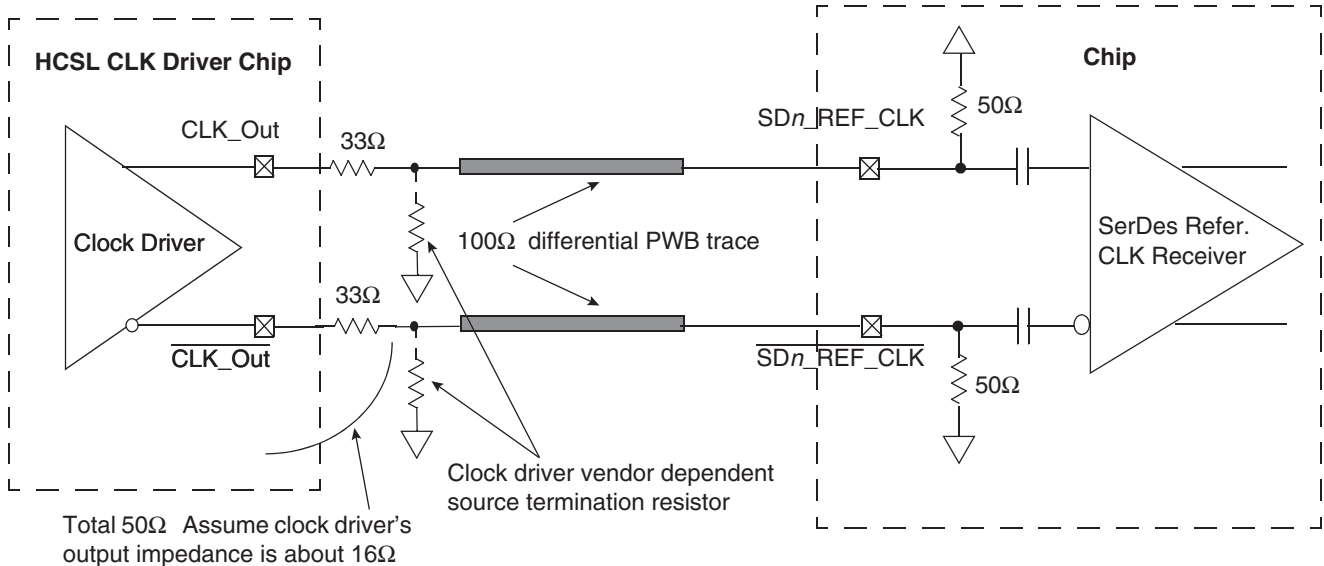 HCSL CLK Driver Chip
Chip
CLK_Out
33Ω
SDn_REF_CLK
50Ω
Clock Driver
100Ω differential PWB trace
SerDes Refer.
CLK Receiver
33Ω
CLK_Out
SDn_REF_CLK
50Ω
Clock driver vendor dependent
source termination resistor
Total 50Ω Assume clock driver's
output impedance is about 16Ω